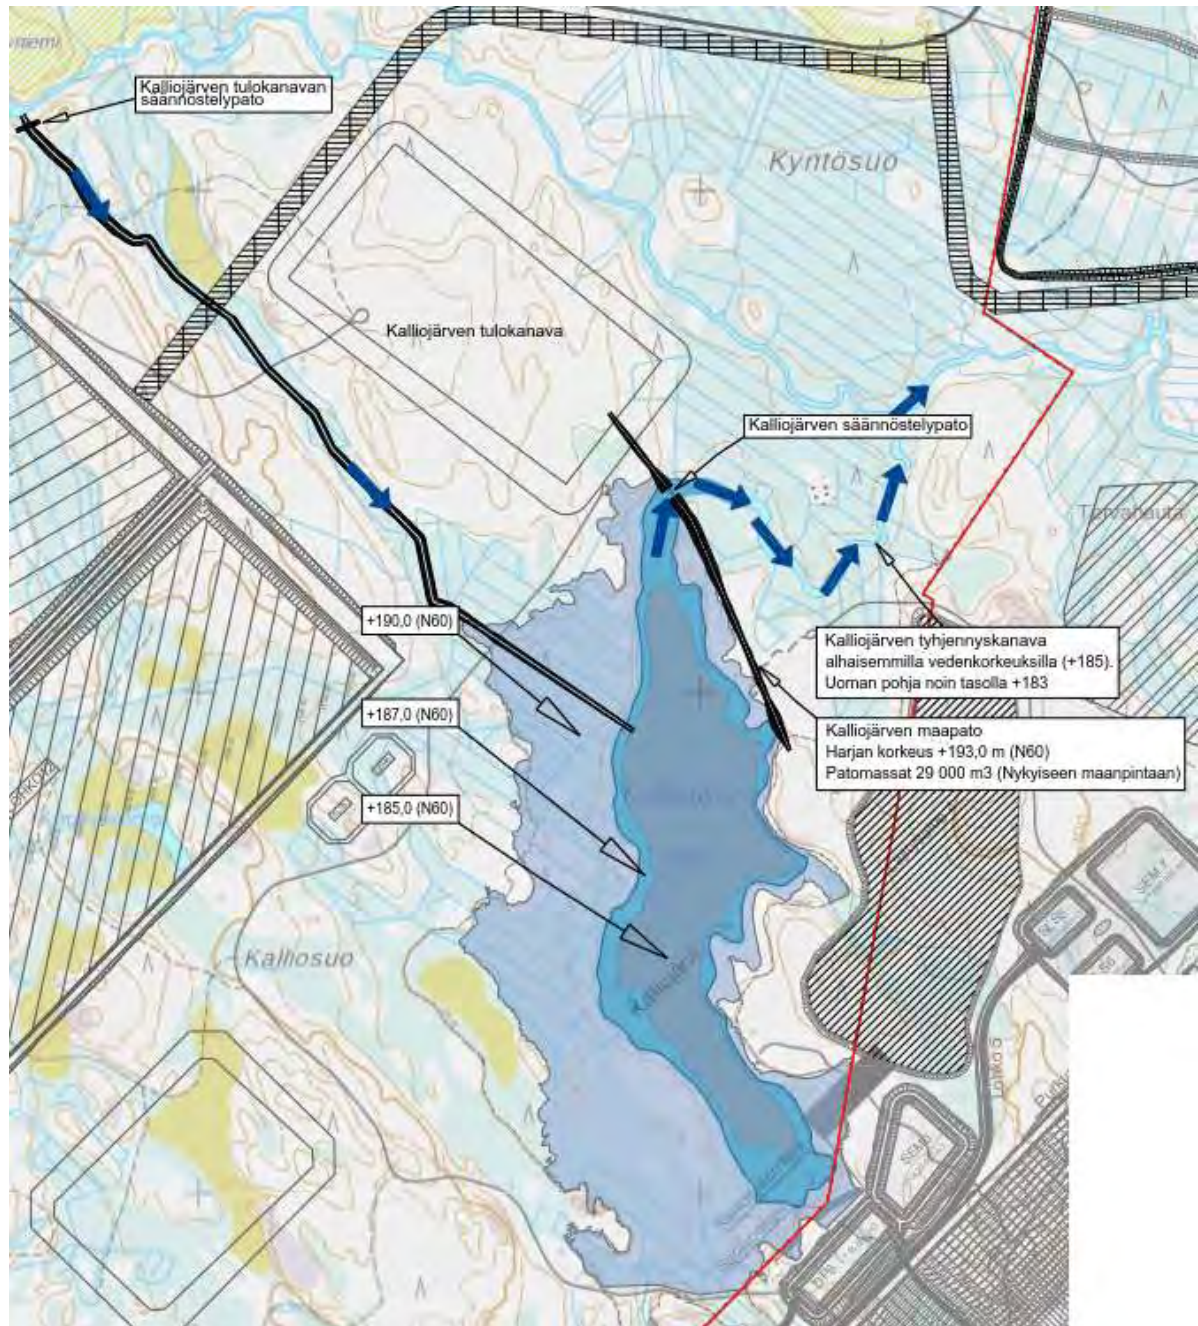 Kalliojärven tulokanavan
säännöstelypato
Kyntösuo
Kalliojärven tulokanava
Kalliojärven säännöstelypato
Tervahauta
+190,0 (N60)
Kalliojärven tyhjennyskanava
alhaisemmilla vedenkorkeuksilla (+185).
Uoman pohja noin tasolla +183
+187,0 (N60)
Kalliojärven maapato
Harjan korkeus +193,0 m (N60)
Patomassat 29 000 m3 (Nykyiseen maanpintaan)
+185,0 (N60)
Kalliosuo
Kalliojärvi